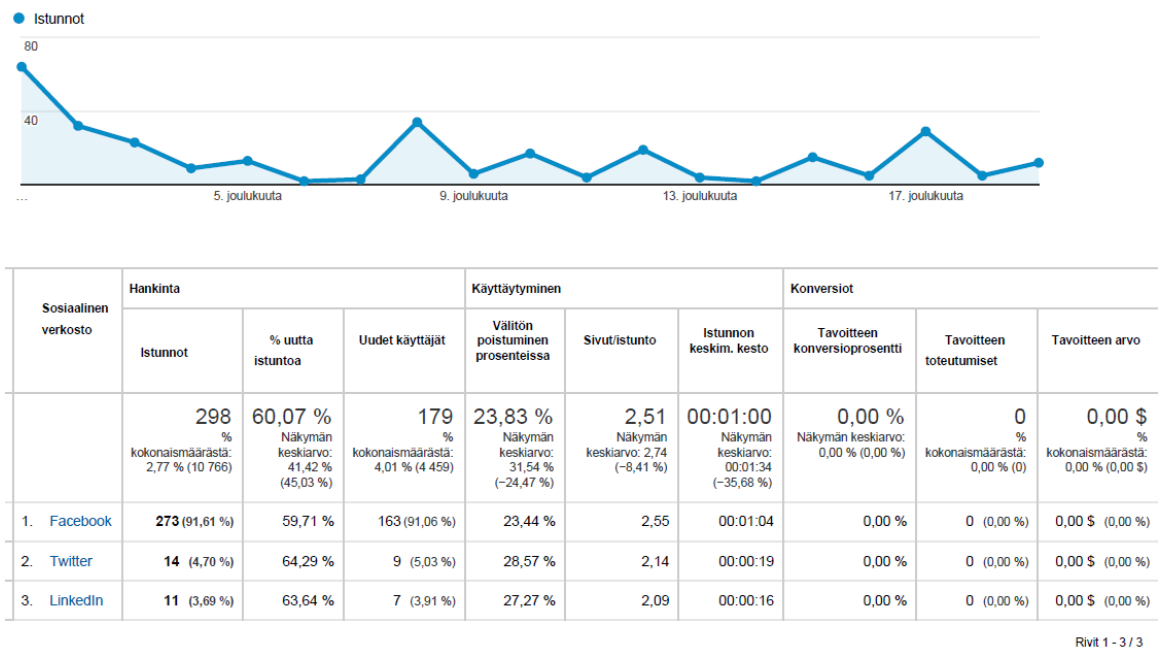 Istunnot
80
40
...
5. joulukuuta
9. joulukuuta
13. joulukuuta
17. joulukuuta
Sosiaalinen verkosto
Hankinta
Käyttäytyminen
Konversiot
Istunnot
% uutta istuntoa
Uudet käyttäjät
Välitön poistuminen prosenteissa
Sivut/istunto
Istunnon keskim. kesto
Tavoitteen konversioprosentti
Tavoitteen toteutumiset
Tavoitteen arvo
298
%
kokonaismäärästä:
2,77 % (10 766)
60,07 %
Näkymän
keskiarvo:
41,42 %
(45,03 %)
179
%
kokonaismäärästä:
4,01 % (4 459)
23,83 %
Näkymän
keskiarvo:
31,54 %
(−24,47 %)
2,51
Näkymän
keskiarvo: 2,74
(−8,41 %)
00:01:00
Näkymän
keskiarvo:
00:01:34
(−35,68 %)
0,00 %
Näkymän keskiarvo:
0,00 % (0,00 %)
0
%
kokonaismäärästä:
0,00 % (0)
0,00 $
%
kokonaismäärästä:
0,00 % (0,00 $)
1. Facebook 273 (91,61 %) 59,71 % 163 (91,06 %) 23,44 % 2,55 00:01:04 0,00 % 0 (0,00 %) 0,00 $ (0,00 %)
2. Twitter 14 (4,70 %) 64,29 % 9 (5,03 %) 28,57 % 2,14 00:00:19 0,00 % 0 (0,00 %) 0,00 $ (0,00 %)
3. LinkedIn 11 (3,69 %) 63,64 % 7 (3,91 %) 27,27 % 2,09 00:00:16 0,00 % 0 (0,00 %) 0,00 $ (0,00 %)
Rivit 1 - 3 / 3